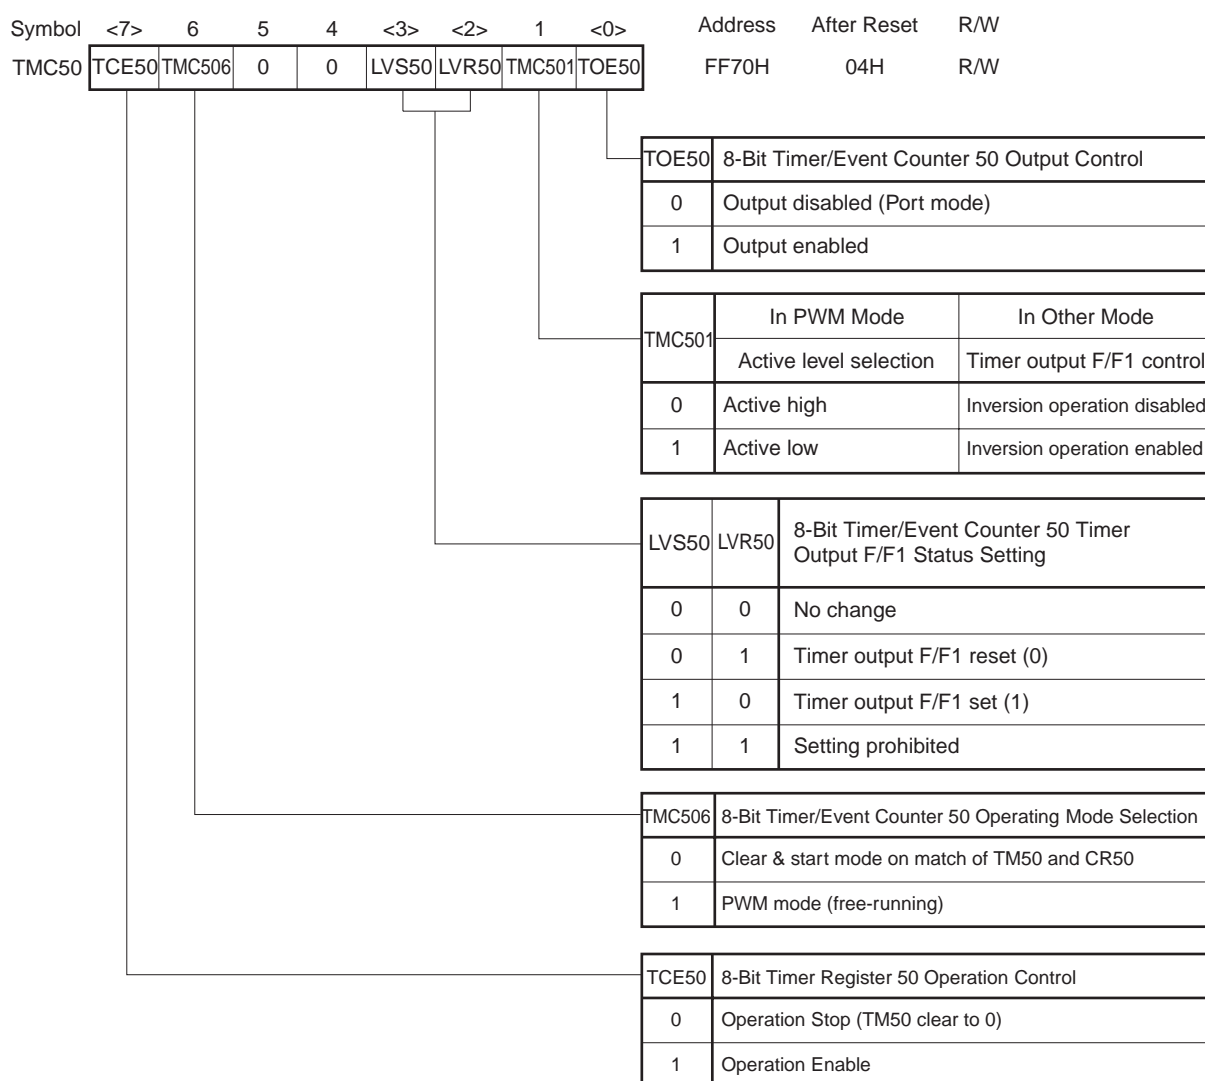 Symbol <7> 6 5 4 <3> <2> 1 <0> Address After Reset R/W
TMC50 TCE50 TMC506 0 0 LVS50 LVR50 TMC501 TOE50 FF70H 04H R/W
TOE50 8-Bit Timer/Event Counter 50 Output Control
0 Output disabled (Port mode)
1 Output enabled
TMC501 In PWM Mode In Other Mode
Active level selection Timer output F/F1 control
0 Active high Inversion operation disabled
1 Active low Inversion operation enabled
LVS50 LVR50 8-Bit Timer/Event Counter 50 Timer
Output F/F1 Status Setting
0 0 No change
0 1 Timer output F/F1 reset (0)
1 0 Timer output F/F1 set (1)
1 1 Setting prohibited
TMC506 8-Bit Timer/Event Counter 50 Operating Mode Selection
0 Clear & start mode on match of TM50 and CR50
1 PWM mode (free-running)
TCE50 8-Bit Timer Register 50 Operation Control
0 Operation Stop (TM50 clear to 0)
1 Operation Enable